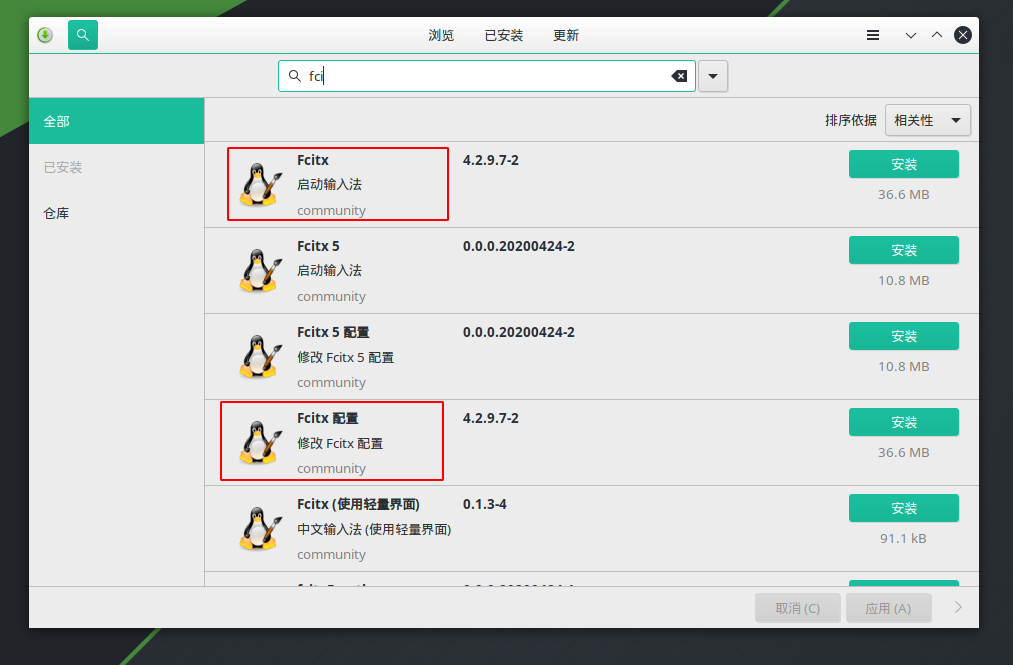 浏览 已安装 更新
fci
全部
已安装
仓库
排序依据 相关性
Fcitx 4.2.9.7-2 安装
启动输入法 36.6 MB
community
Fcitx 5 0.0.0.20200424-2 安装
启动输入法 10.8 MB
community
Fcitx 5 配置 0.0.0.20200424-2 安装
修改 Fcitx 5 配置 10.8 MB
community
Fcitx 配置 4.2.9.7-2 安装
修改 Fcitx 配置 36.6 MB
community
Fcitx (使用轻量界面) 0.1.3-4 安装
中文输入法 (使用轻量界面) 91.1 kB
community
取消 (C) 应用 (A)